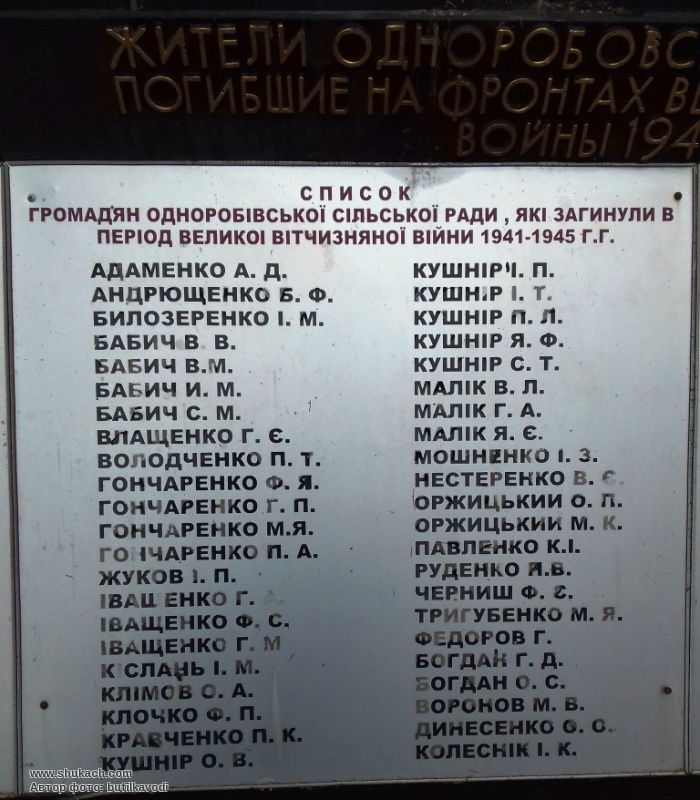 ЖИТЕЛИ ОДНОРОБОВС
ПОГИБШИЕ НА ФРОНТАХ В
ВОЙНЫ 194
СПИСОК
ГРОМАДЯН ОДНОРОБІВСЬКОЇ СІЛЬСЬКОЇ РАДИ , ЯКІ ЗАГИНУЛИ В
ПЕРІОД ВЕЛИКОІ ВІТЧИЗНЯНОЇ ВІЙНИ 1941-1945 Г.Г.
АДАМЕНКО А. Д.
АНДРЮЩЕНКО Б. Ф.
БИЛОЗЕРЕНКО І. М.
БАБИЧ В. В.
БАБИЧ В.М.
БАБИЧ И. М.
БАБИЧ С. М.
ВЛАЩЕНКО Г. Є.
ВОЛОДЧЕНКО П. Т.
ГОНЧАРЕНКО Ф. Я.
ГОНЧАРЕНКО Г. П.
ГОНЧАРЕНКО М.Я.
ГОНЧАРЕНКО П. А.
ЖУКОВ І. П.
ІВАЩЕНКО Г. А.
ІВАЩЕНКО Ф. С.
ІВАЩЕНКО Г. М
КІСЛАНЬ І. М.
КЛІМОВ О. А.
КЛОЧКО Ф. П.
КРАВЧЕНКО П. К.
КУШНІР О. В.
КУШНІР І. П.
КУШНІР І. Т.
КУШНІР П. Л.
КУШНІР Я. Ф.
КУШНІР С. Т.
МАЛІК В. Л.
МАЛІК Г. А.
МАЛІК Я. Є.
МОШНЕНКО І. З.
НЕСТЕРЕНКО В. Є.
ОРЖИЦЬКИЙ О. П.
ОРЖИЦЬКИЙ М. К.
ПАВЛЕНКО К.І.
РУДЕНКО Я.В.
ЧЕРНИШ Ф. Є.
ТРИГУБЕНКО М. Я.
ФЕДОРОВ Г.
БОГДАН Г. Д.
БОГДАН О. С.
ВОРОНОВ М. В.
ДИНЕСЕНКО О. О.
КОЛЕСНІК І. К.
www.shukach.com
Автор фото: butilkavodi